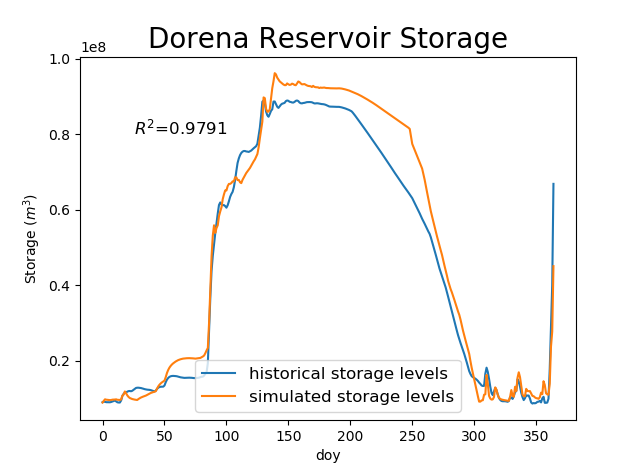 Dorena Reservoir Storage
1e8
1.0
R²=0.9791
0.8
0.6
Storage (m³)
0.4
0.2
historical storage levels
simulated storage levels
0 50 100 150 200 250 300 350
doy